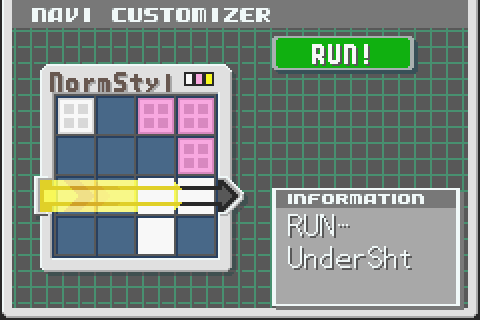 NAVI CUSTOMIZER
RUN!
NormStyl
INFORMATION
RUN…
UnderSht